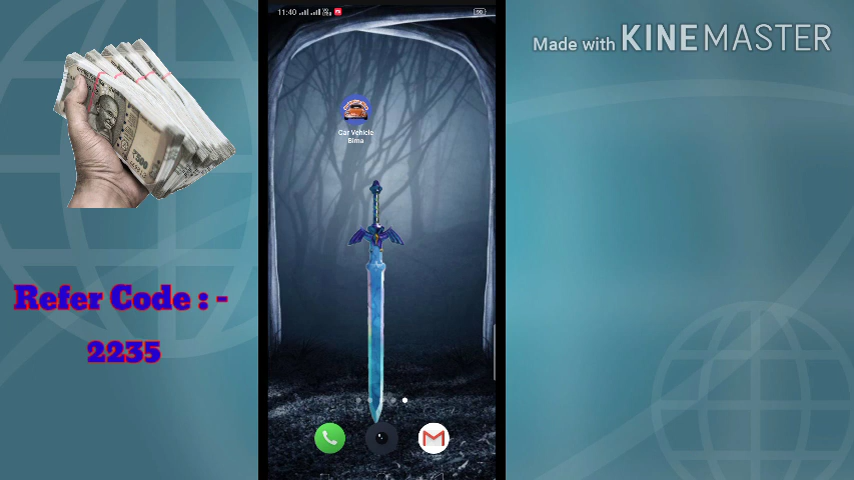 11:40
Made with KINEMASTER
Car Vehicle
Bima
Refer Code : -
2235